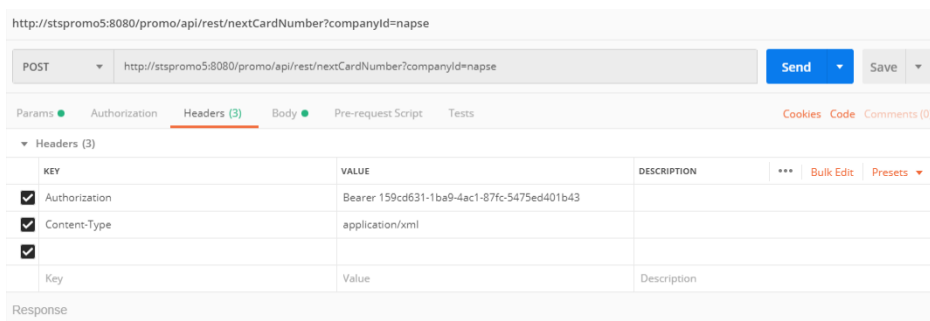 http://stspromo5:8080/promo/api/rest/nextCardNumber?companyId=napse
POST http://stspromo5:8080/promo/api/rest/nextCardNumber?companyId=napse Send Save
Params Authorization Headers (3) Body Pre-request Script Tests Cookies Code Comments (0
Headers (3)
KEY VALUE DESCRIPTION ••• Bulk Edit Presets
Authorization Bearer 159cd631-1ba9-4ac1-87fc-5475ed401b43
Content-Type application/xml
Key Value Description
Response